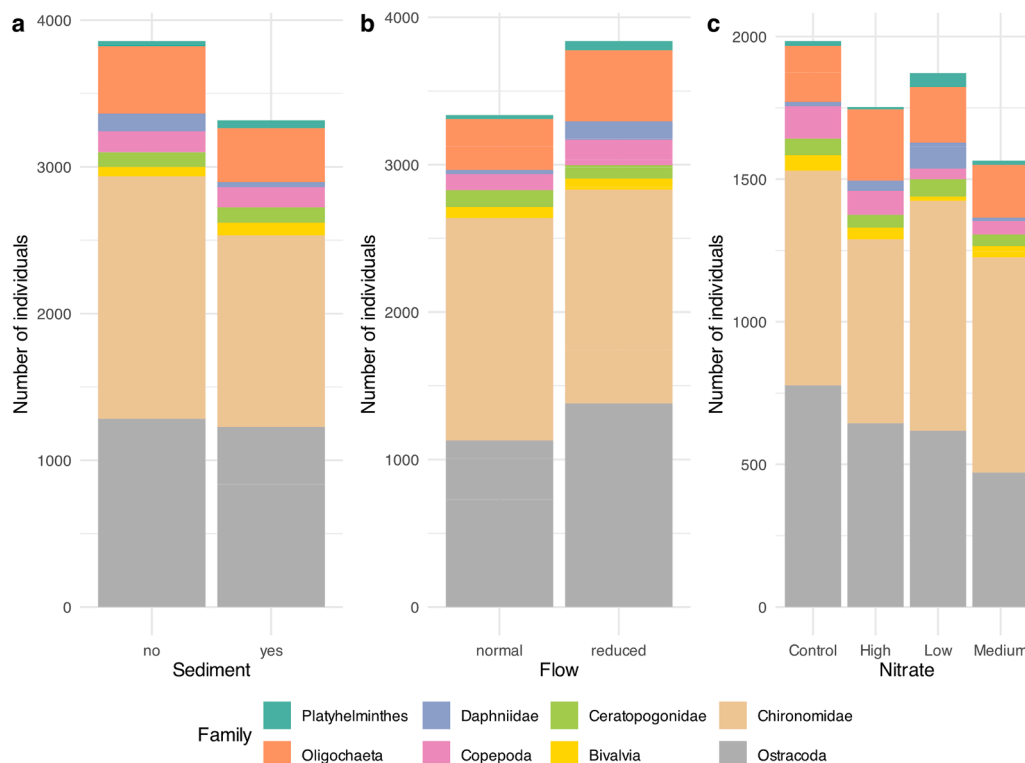 a
b
c
Number of individuals
4000
3000
2000
1000
0
no
yes
Sediment
Number of individuals
4000
3000
2000
1000
0
normal
reduced
Flow
Number of individuals
2000
1500
1000
500
0
Control
High
Low
Medium
Nitrate
Family
Platyhelminthes
Daphniidae
Ceratopogonidae
Chironomidae
Oligochaeta
Copepoda
Bivalvia
Ostracoda